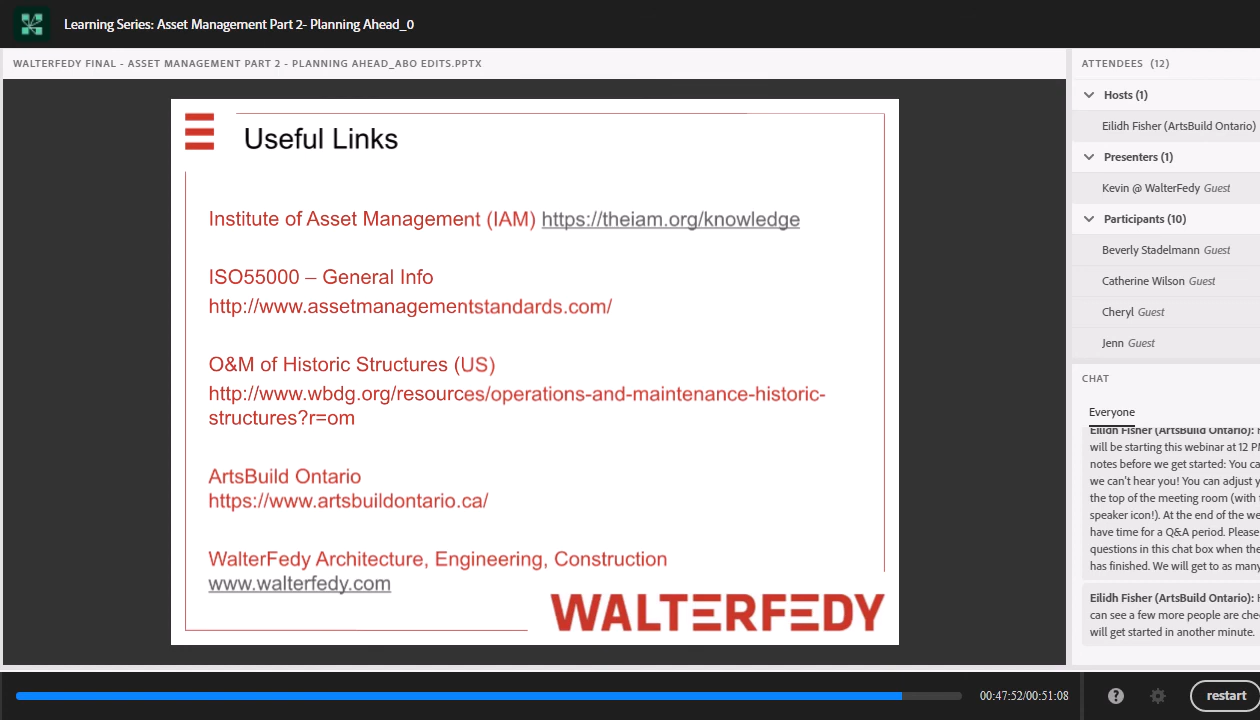 Learning Series: Asset Management Part 2- Planning Ahead_0
WALTERFEDY FINAL - ASSET MANAGEMENT PART 2 - PLANNING AHEAD_ABO EDITS.PPTX
Useful Links
Institute of Asset Management (IAM) https://theiam.org/knowledge
ISO55000 – General Info
http://www.assetmanagementstandards.com/
O&M of Historic Structures (US)
http://www.wbdg.org/resources/operations-and-maintenance-historic-
structures?r=om
ArtsBuild Ontario
https://www.artsbuildontario.ca/
WalterFedy Architecture, Engineering, Construction
www.walterfedy.com
WALTERFEDY
ATTENDEES (12)
Hosts (1)
Eilidh Fisher (ArtsBuild Ontario)
Presenters (1)
Kevin @ WalterFedy Guest
Participants (10)
Beverly Stadelmann Guest
Catherine Wilson Guest
Cheryl Guest
Jenn Guest
CHAT
Everyone
Eilidh Fisher (ArtsBuild Ontario):
will be starting this webinar at 12 P
notes before we get started: You ca
we can't hear you! You can adjust y
the top of the meeting room (with
speaker icon!). At the end of the we
have time for a Q&A period. Please
questions in this chat box when the
has finished. We will get to as many
Eilidh Fisher (ArtsBuild Ontario):
can see a few more people are che
will get started in another minute.
00:47:52/00:51:08
restart